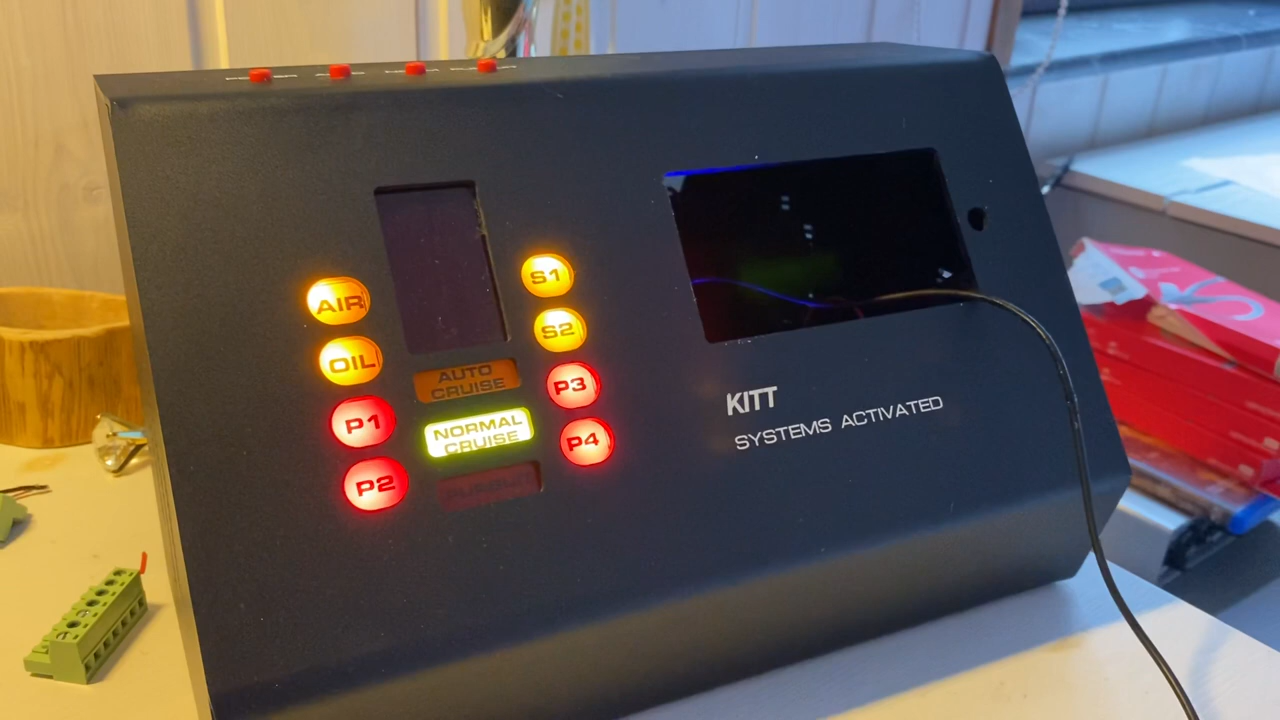 AIR
OIL
P1
P2
S1
S2
P3
P4
AUTO
CRUISE
NORMAL
CRUISE
KITT
SYSTEMS ACTIVATED